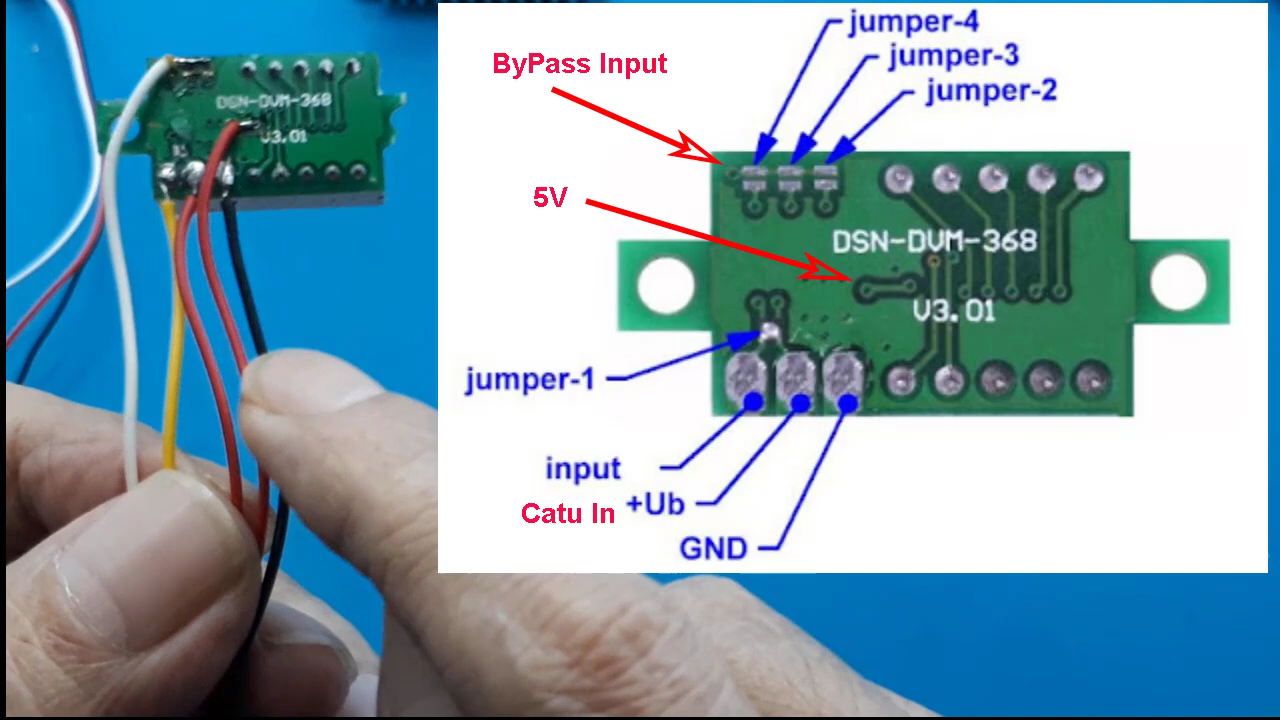 DSN-DVM-368
V3.01
jumper-4
ByPass Input
jumper-3
jumper-2
5V
DSN-DVM-368
V3.01
jumper-1
input
Catu In
+Ub
GND